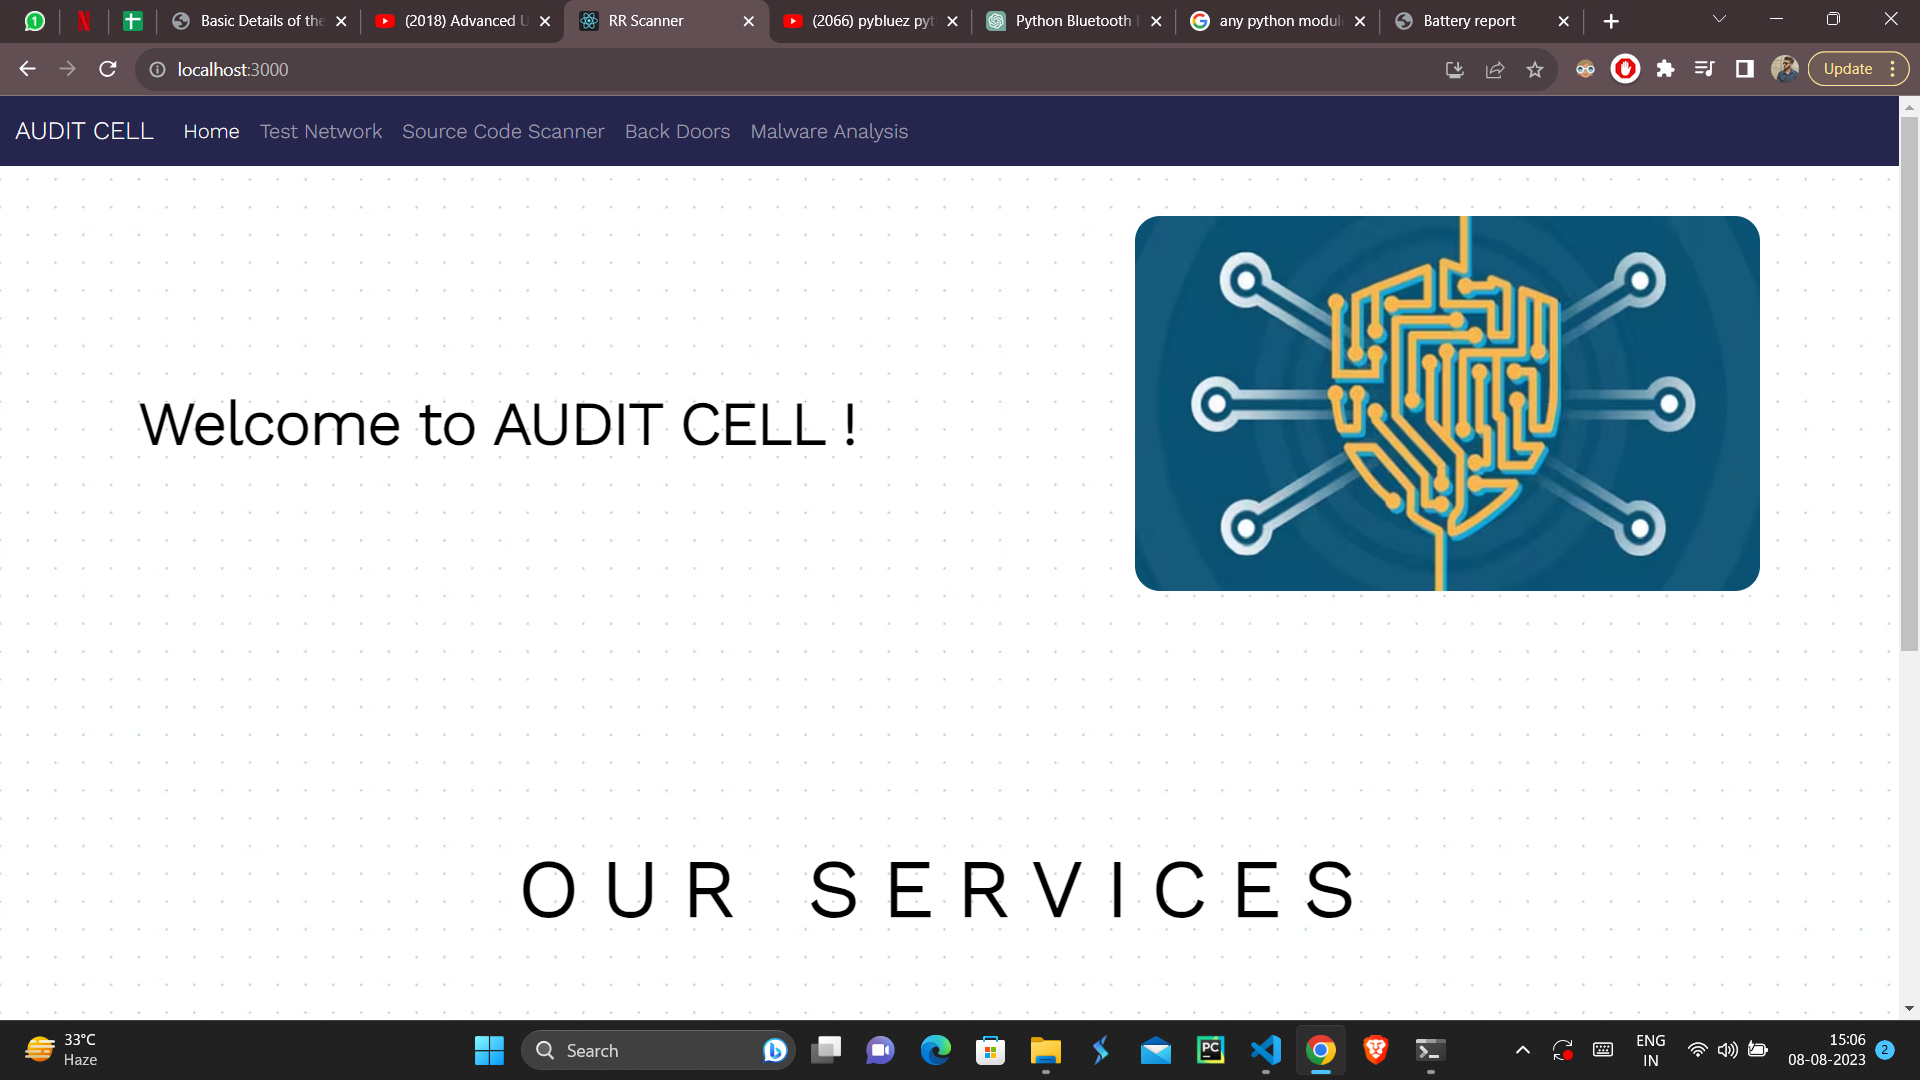 Basic Details of the
(2018) Advanced U
RR Scanner
(2066) pybluez pyt
Python Bluetooth
any python modul
Battery report
localhost:3000
Update
AUDIT CELL
Home
Test Network
Source Code Scanner
Back Doors
Malware Analysis
Welcome to AUDIT CELL !
OUR SERVICES
33°C
Haze
Search
PC
ENG
IN
15:06
08-08-2023
2